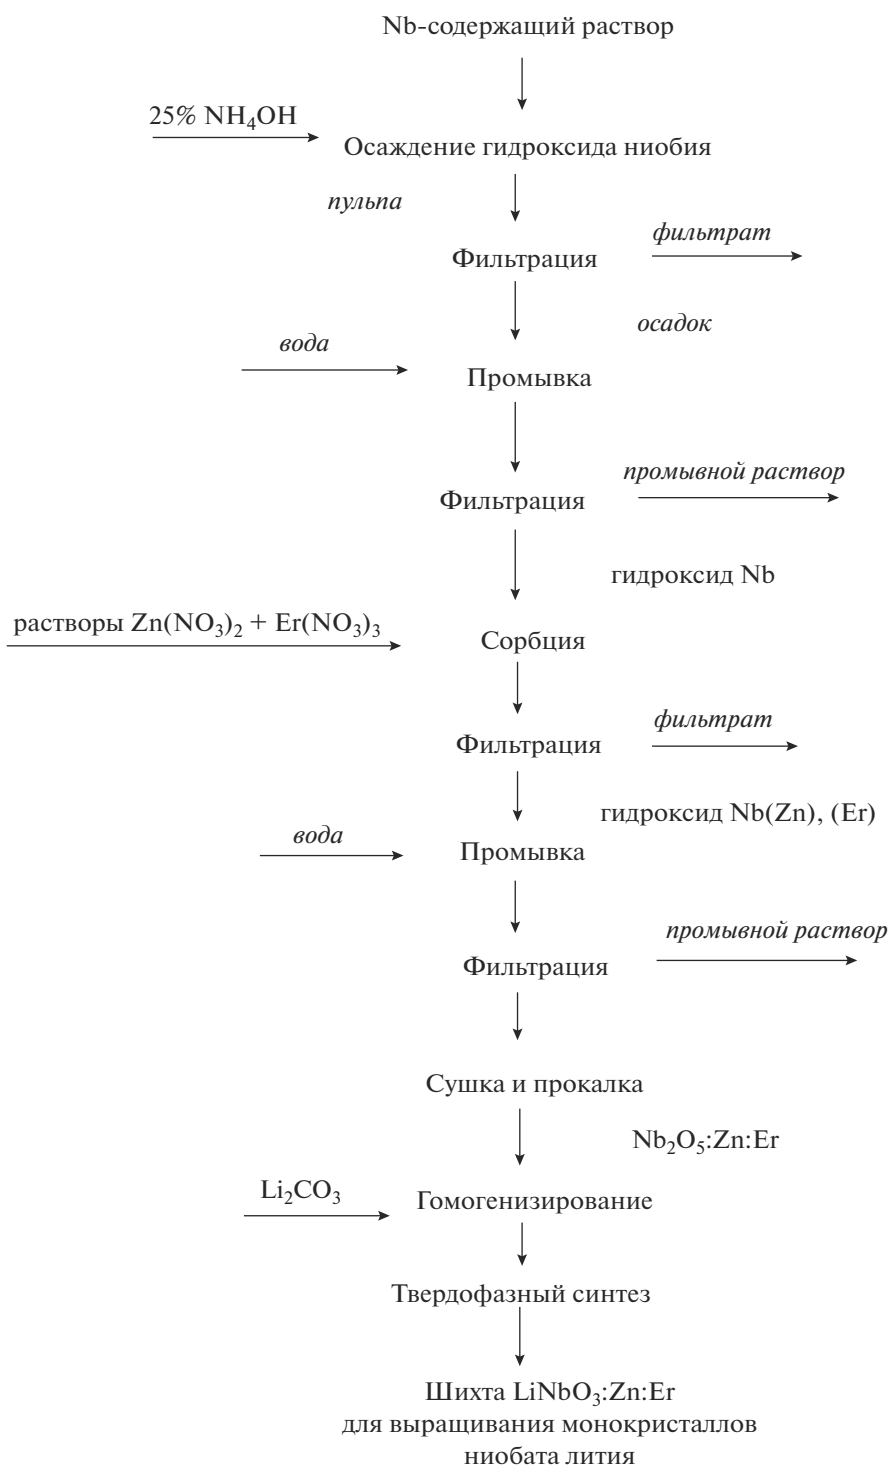 Nb-содержащий раствор
25% NH₄OH
Осаждение гидроксида ниобия
пульпа
фильтрат
Фильтрация
осадок
вода
Промывка
промывной раствор
Фильтрация
гидроксид Nb
растворы Zn(NO₃)₂ + Er(NO₃)₃
Сорбция
фильтрат
Фильтрация
гидроксид Nb(Zn), (Er)
вода
Промывка
промывной раствор
Фильтрация
Сушка и прокалка
Nb₂O₅:Zn:Er
Li₂CO₃
Гомогенизирование
Твердофазный синтез
Шихта LiNbO₃:Zn:Er
для выращивания монокристаллов
ниобата лития